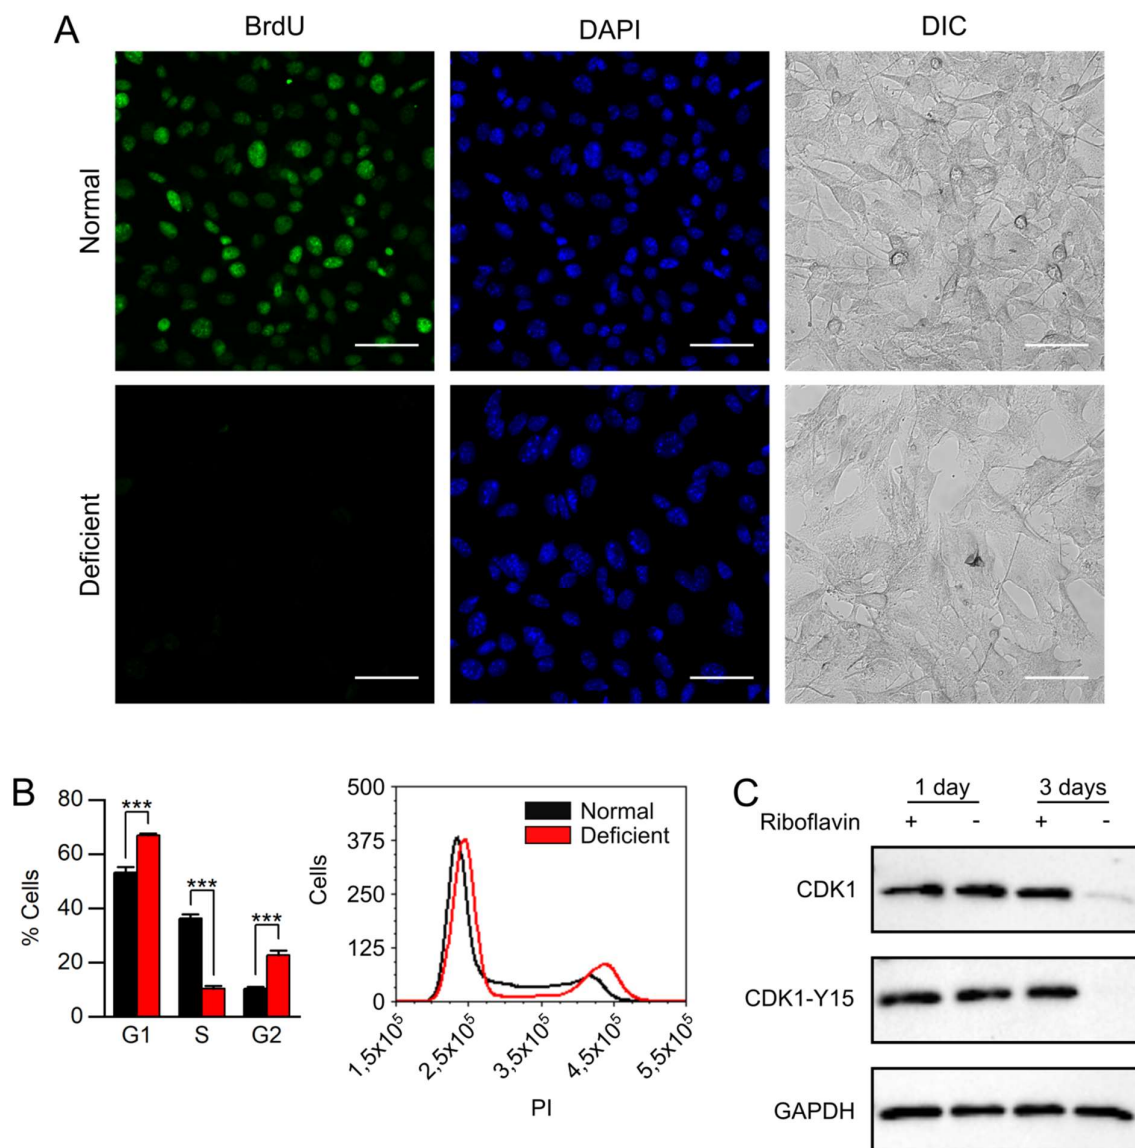 A
BrdU
DAPI
DIC
Normal
Deficient
B
80
60
40
20
0
% Cells
***
***
***
G1
S
G2
500
375
250
125
0
Cells
Normal
Deficient
1,5x10⁵
2,5x10⁵
3,5x10⁵
4,5x10⁵
5,5x10⁵
PI
C
1 day
3 days
Riboflavin
+
-
+
-
CDK1
CDK1-Y15
GAPDH